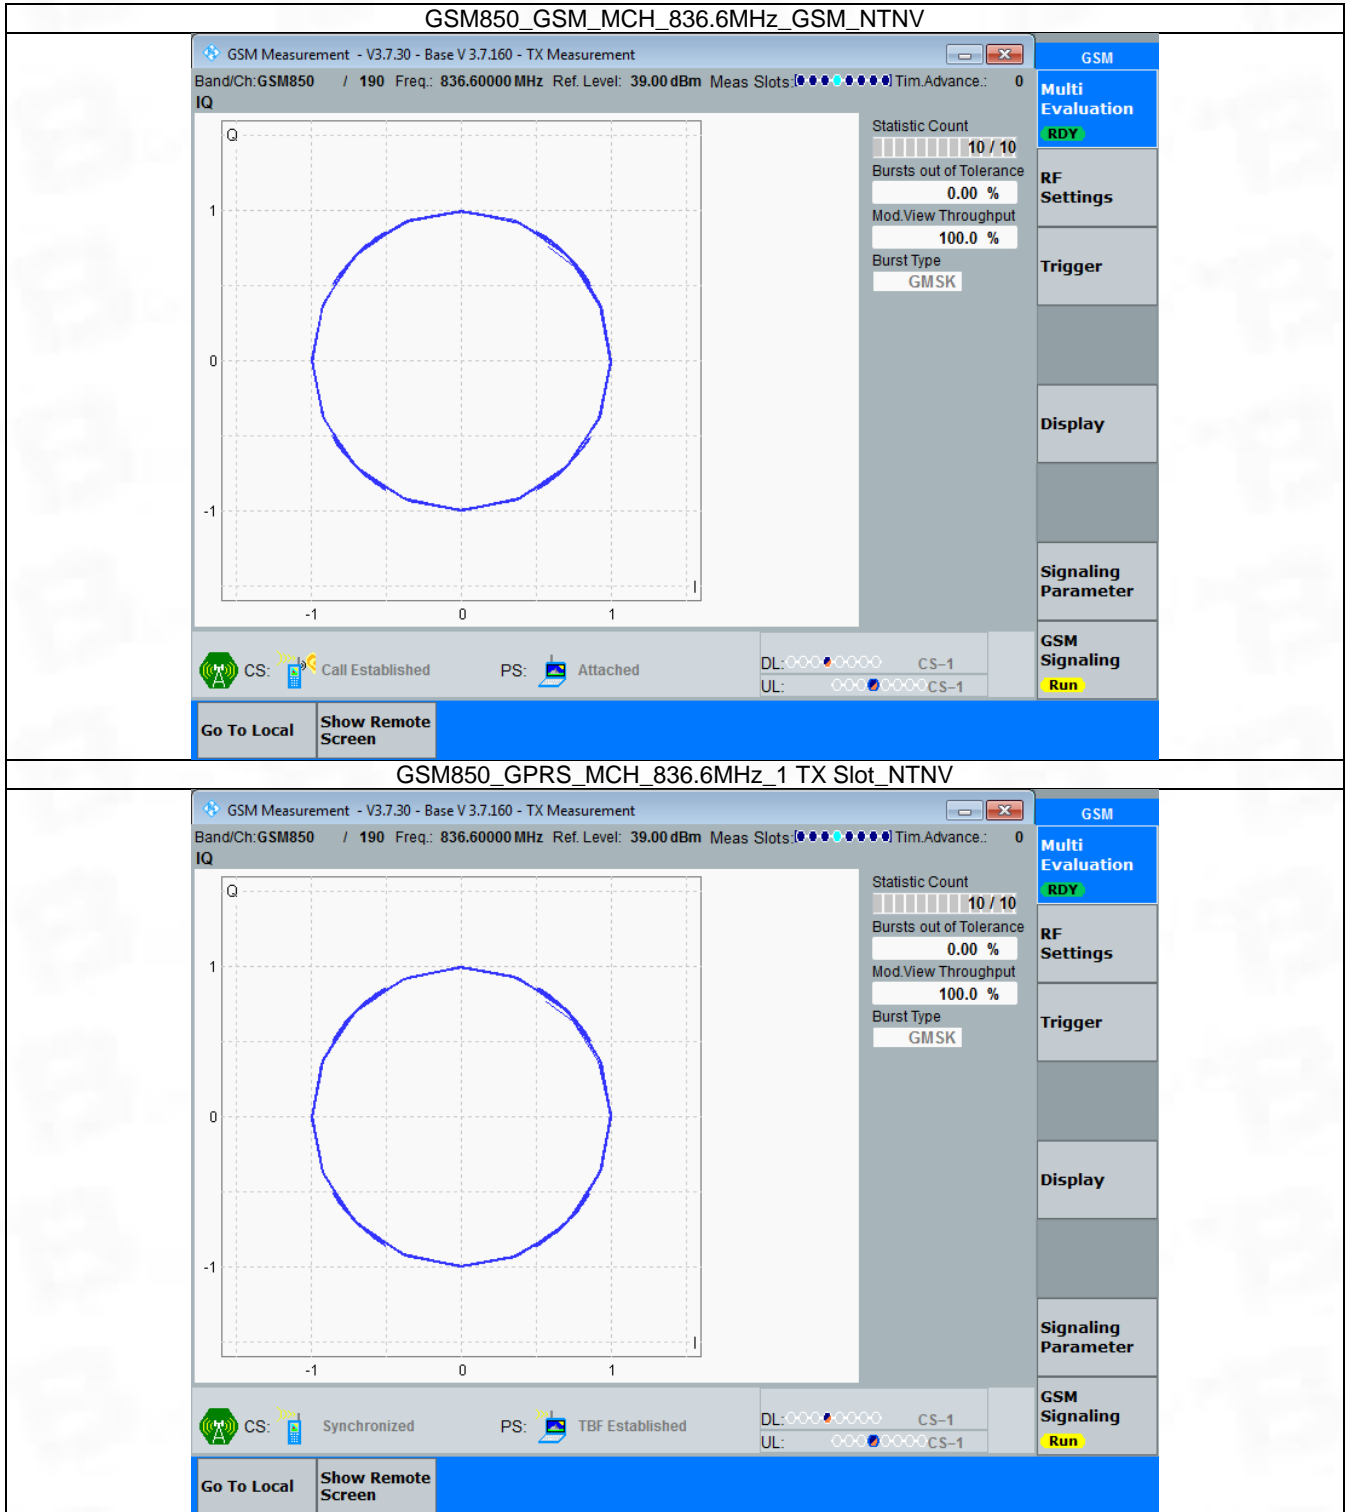 GSM850_GSM_MCH_836.6MHz_GSM_NTNV
GSM Measurement - V3.7.30 - Base V 3.7.160 - TX Measurement
GSM
Band/Ch:GSM850 / 190 Freq.: 836.60000 MHz Ref. Level: 39.00 dBm Meas Slots: Tim.Advance.: 0
IQ
Multi
Evaluation
RDY
Q
1
0
-1
-1 0 1
I
Statistic Count
10 / 10
Bursts out of Tolerance
0.00 %
Mod.View Throughput
100.0 %
Burst Type
GMSK
RF
Settings
Trigger
Display
Signaling
Parameter
GSM
Signaling
Run
CS: Call Established PS: Attached DL: CS-1
UL: CS-1
Go To Local
Show Remote
Screen
GSM850_GPRS_MCH_836.6MHz_1 TX Slot_NTNV
GSM Measurement - V3.7.30 - Base V 3.7.160 - TX Measurement
GSM
Band/Ch:GSM850 / 190 Freq.: 836.60000 MHz Ref. Level: 39.00 dBm Meas Slots: Tim.Advance.: 0
IQ
Multi
Evaluation
RDY
Q
1
0
-1
-1 0 1
I
Statistic Count
10 / 10
Bursts out of Tolerance
0.00 %
Mod.View Throughput
100.0 %
Burst Type
GMSK
RF
Settings
Trigger
Display
Signaling
Parameter
GSM
Signaling
Run
CS: Synchronized PS: TBF Established DL: CS-1
UL: CS-1
Go To Local
Show Remote
Screen